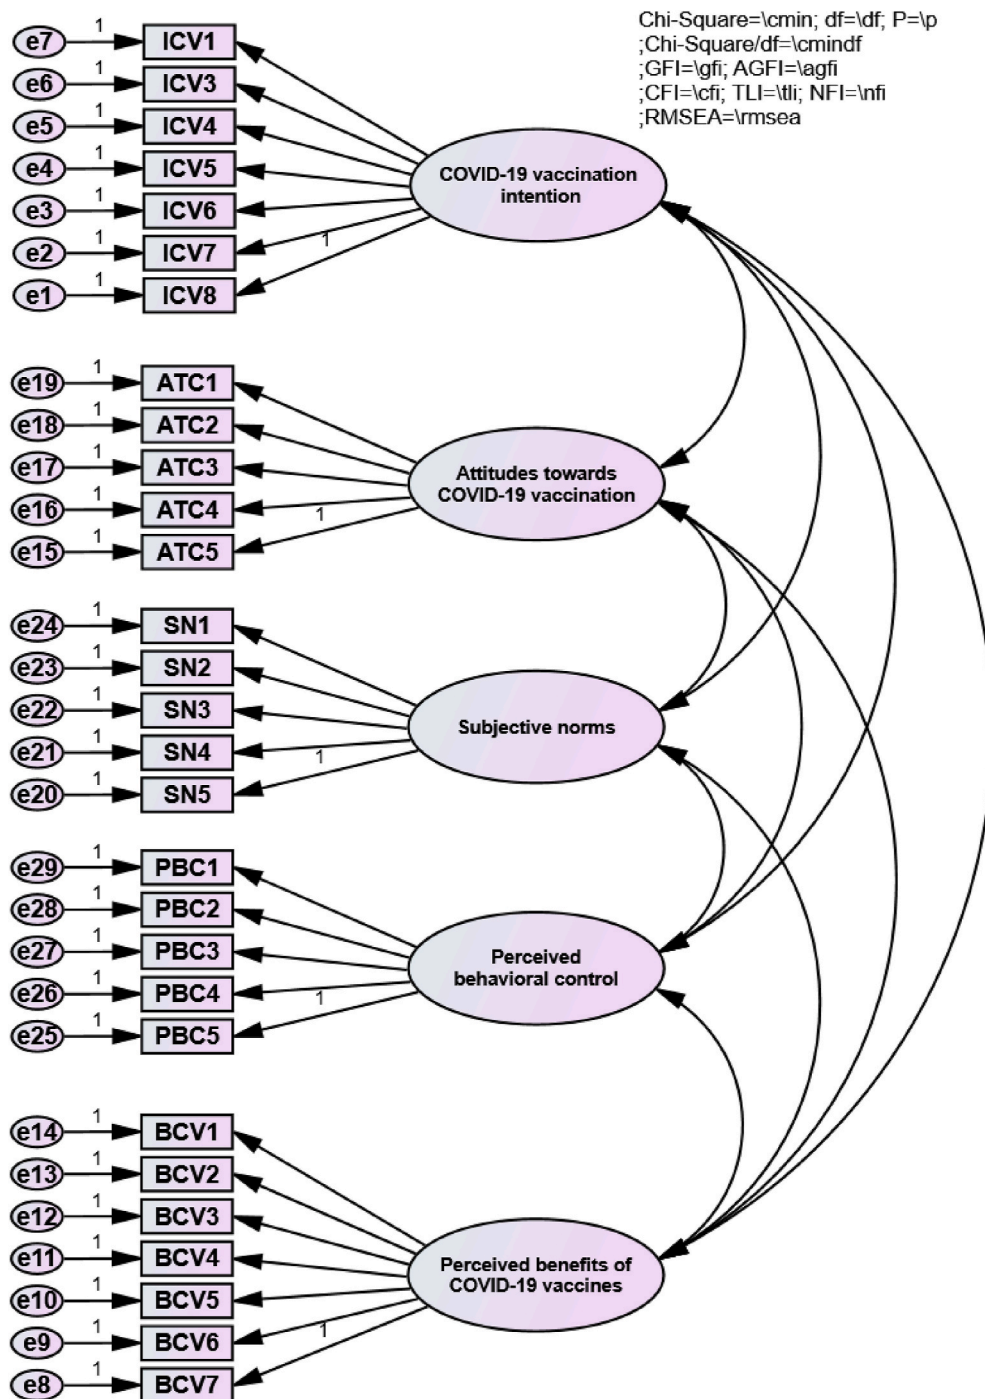 Chi-Square=\cmin; df=\df; P=\p
;Chi-Square/df=\cmindf
;GFI=\gfi; AGFI=\agfi
;CFI=\cfi; TLI=\tli; NFI=\nfi
;RMSEA=\rmsea
e7 1 ICV1
e6 1 ICV3
e5 1 ICV4
e4 1 ICV5
e3 1 ICV6
e2 1 ICV7 1
e1 1 ICV8
COVID-19 vaccination
intention
e19 1 ATC1
e18 1 ATC2
e17 1 ATC3
e16 1 ATC4 1
e15 1 ATC5
Attitudes towards
COVID-19 vaccination
e24 1 SN1
e23 1 SN2
e22 1 SN3
e21 1 SN4 1
e20 1 SN5
Subjective norms
e29 1 PBC1
e28 1 PBC2
e27 1 PBC3
e26 1 PBC4 1
e25 1 PBC5
Perceived
behavioral control
e14 1 BCV1
e13 1 BCV2
e12 1 BCV3
e11 1 BCV4
e10 1 BCV5
e9 1 BCV6 1
e8 1 BCV7
Perceived benefits of
COVID-19 vaccines